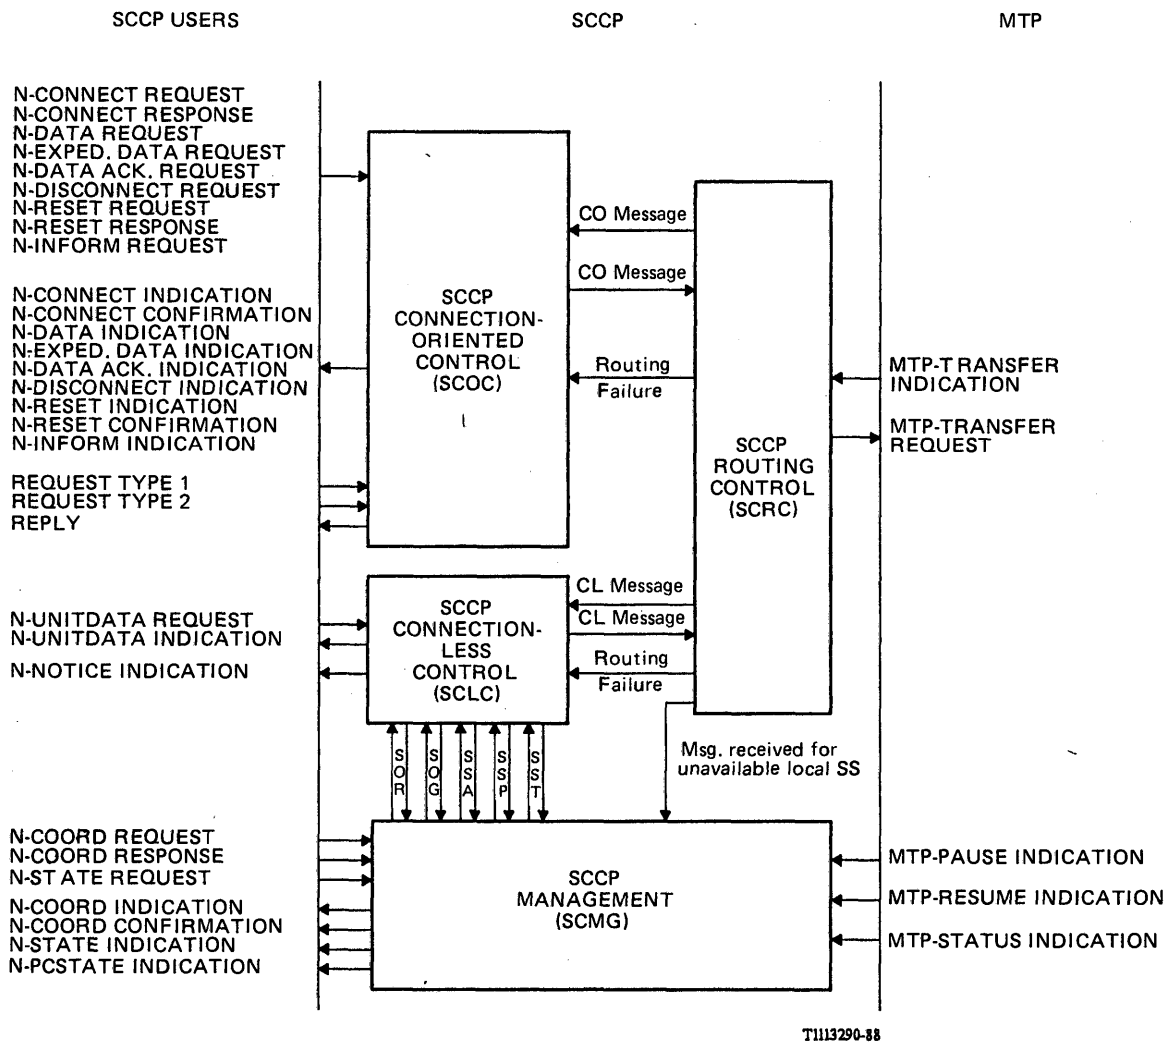 SCCP USERS
SCCP
MTP
N-CONNECT REQUEST
N-CONNECT RESPONSE
N-DATA REQUEST
N-EXPED. DATA REQUEST
N-DATA ACK. REQUEST
N-DISCONNECT REQUEST
N-RESET REQUEST
N-RESET RESPONSE
N-INFORM REQUEST
N-CONNECT INDICATION
N-CONNECT CONFIRMATION
N-DATA INDICATION
N-EXPED. DATA INDICATION
N-DATA ACK. INDICATION
N-DISCONNECT INDICATION
N-RESET INDICATION
N-RESET CONFIRMATION
N-INFORM INDICATION
REQUEST TYPE 1
REQUEST TYPE 2
REPLY
SCCP
CONNECTION-
ORIENTED
CONTROL
(SCOC)
CO Message
CO Message
Routing
Failure
SCCP
ROUTING
CONTROL
(SCRC)
MTP-TRANSFER
INDICATION
MTP-TRANSFER
REQUEST
N-UNITDATA REQUEST
N-UNITDATA INDICATION
N-NOTICE INDICATION
SCCP
CONNECTION-
LESS
CONTROL
(SCLC)
CL Message
CL Message
Routing
Failure
SOR
SOG
SSA
SSP
SST
Msg. received for
unavailable local SS
N-COORD REQUEST
N-COORD RESPONSE
N-STATE REQUEST
N-COORD INDICATION
N-COORD CONFIRMATION
N-STATE INDICATION
N-PCSTATE INDICATION
SCCP
MANAGEMENT
(SCMG)
MTP-PAUSE INDICATION
MTP-RESUME INDICATION
MTP-STATUS INDICATION
T1113290-88